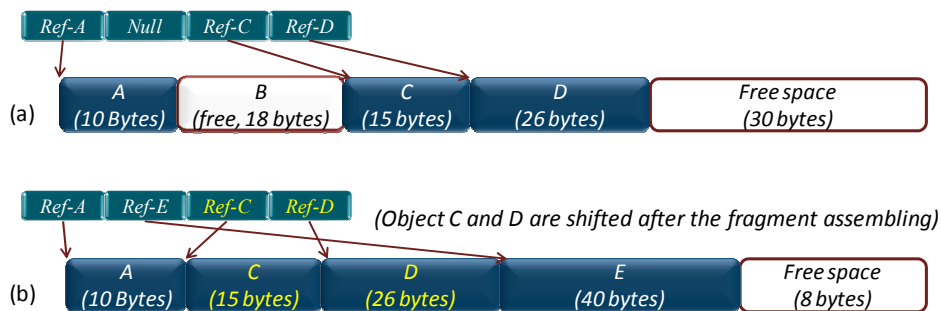 Ref-A Null Ref-C Ref-D
A B C D Free space
(a) (10 Bytes) (free, 18 bytes) (15 bytes) (26 bytes) (30 bytes)
Ref-A Ref-E Ref-C Ref-D
(Object C and D are shifted after the fragment assembling)
A C D E Free space
(b) (10 Bytes) (15 bytes) (26 bytes) (40 bytes) (8 bytes)